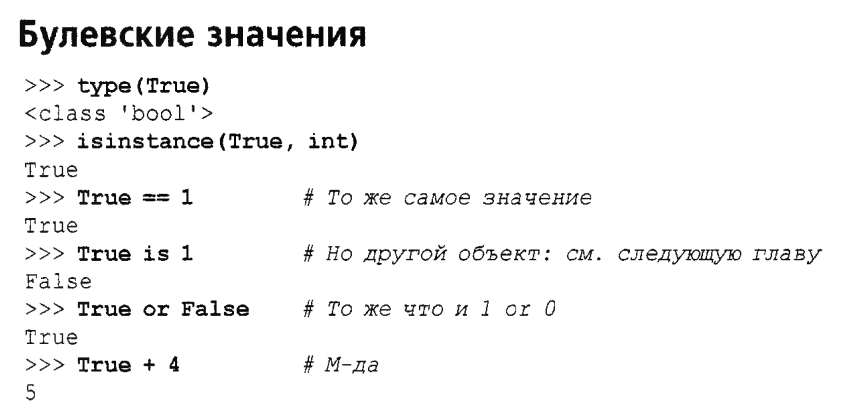 Булевские значения
>>> type(True)
<class 'bool'>
>>> isinstance(True, int)
True
>>> True == 1 # То же самое значение
True
>>> True is 1 # Но другой объект: см. следующую главу
False
>>> True or False # То же что и 1 or 0
True
>>> True + 4 # М-да
5